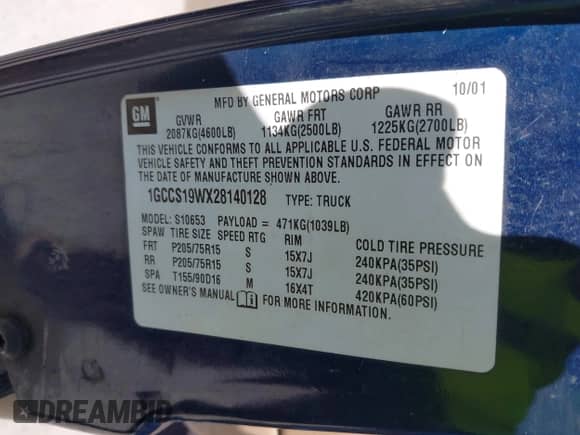 GM
MFD BY GENERAL MOTORS CORP 10/01
GVWR GAWR FRT GAWR RR
2087KG(4600LB) 1134KG(2500LB) 1225KG(2700LB)
THIS VEHICLE CONFORMS TO ALL APPLICABLE U.S. FEDERAL MOTOR
VEHICLE SAFETY AND THEFT PREVENTION STANDARDS IN EFFECT ON
THE DATE OF MANUFACTURE SHOWN ABOVE.
1GCCS19WX28140128 TYPE: TRUCK
MODEL: S10653 PAYLOAD = 471KG(1039LB)
SPAW TIRE SIZE SPEED RTG RIM COLD TIRE PRESSURE
FRT P205/75R15 S 15X7J 240KPA(35PSI)
RR P205/75R15 S 15X7J 240KPA(35PSI)
SPA T155/90D16 M 16X4T 420KPA(60PSI)
SEE OWNER'S MANUAL FOR MORE INFORMATION.
DREAMBID